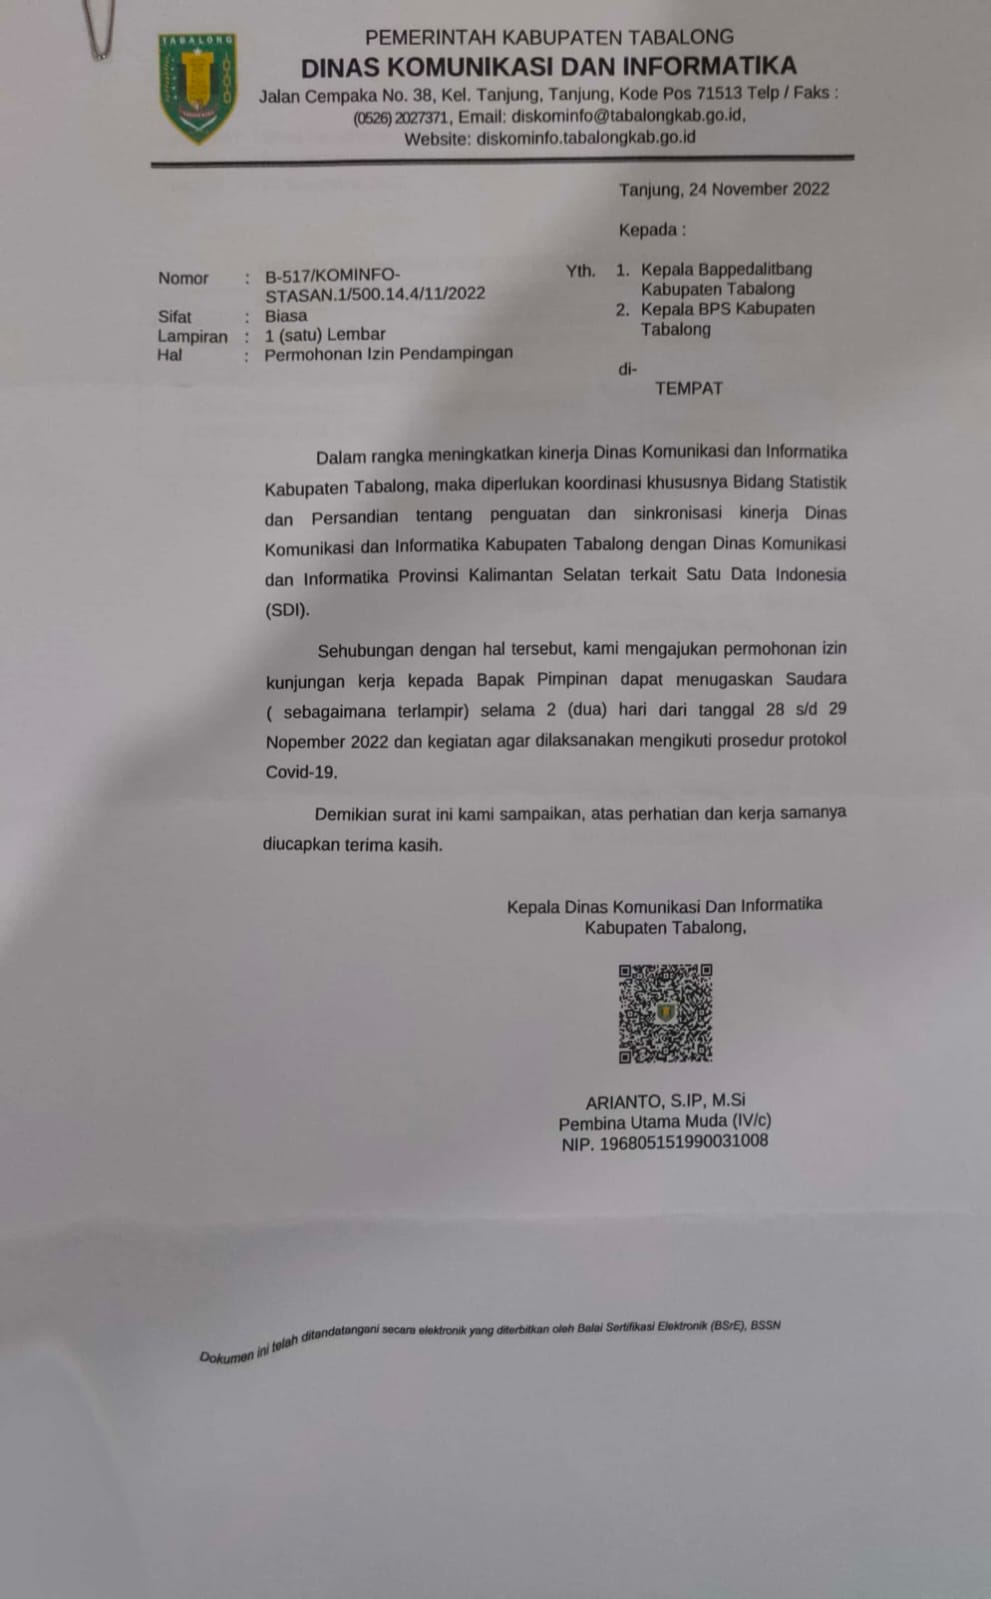 TABALONG
PEMERINTAH KABUPATEN TABALONG
DINAS KOMUNIKASI DAN INFORMATIKA
Jalan Cempaka No. 38, Kel. Tanjung, Tanjung, Kode Pos 71513 Telp / Faks :
(0526) 2027371, Email: diskominfo@tabalongkab.go.id,
Website: diskominfo.tabalongkab.go.id
Tanjung, 24 November 2022
Kepada :
Nomor : B-517/KOMINFO-
STASAN.1/500.14.4/11/2022
Sifat : Biasa
Lampiran : 1 (satu) Lembar
Hal : Permohonan Izin Pendampingan
Yth. 1. Kepala Bappedalitbang
Kabupaten Tabalong
2. Kepala BPS Kabupaten
Tabalong
di-
TEMPAT
Dalam rangka meningkatkan kinerja Dinas Komunikasi dan Informatika
Kabupaten Tabalong, maka diperlukan koordinasi khususnya Bidang Statistik
dan Persandian tentang penguatan dan sinkronisasi kinerja Dinas
Komunikasi dan Informatika Kabupaten Tabalong dengan Dinas Komunikasi
dan Informatika Provinsi Kalimantan Selatan terkait Satu Data Indonesia
(SDI).
Sehubungan dengan hal tersebut, kami mengajukan permohonan izin
kunjungan kerja kepada Bapak Pimpinan dapat menugaskan Saudara
( sebagaimana terlampir) selama 2 (dua) hari dari tanggal 28 s/d 29
Nopember 2022 dan kegiatan agar dilaksanakan mengikuti prosedur protokol
Covid-19.
Demikian surat ini kami sampaikan, atas perhatian dan kerja samanya
diucapkan terima kasih.
Kepala Dinas Komunikasi Dan Informatika
Kabupaten Tabalong,
ARIANTO, S.IP, M.Si
Pembina Utama Muda (IV/c)
NIP. 196805151990031008
Dokumen ini telah ditandatangani secara elektronik yang diterbitkan oleh Balai Sertifikasi Elektronik (BSrE), BSSN